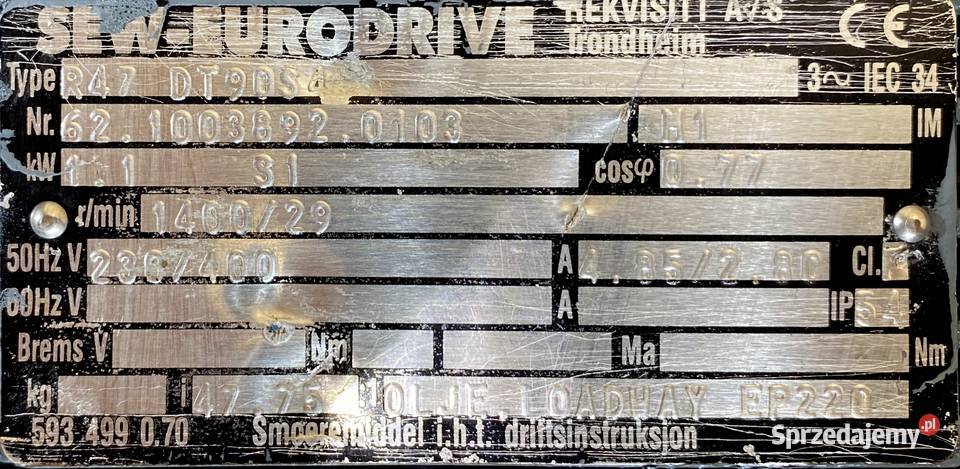 SEW-EURODRIVE REKVISITT A/S
Trondheim
Type R47 DT90S4 3~ IEC 34
Nr. 62.1003892.0103 H1 IM
kW 1.1 S1 cosφ 0.77
r/min 1400/29
50Hz V 230/400 A 4.85/2.80 Cl.
60Hz V A IP 54
Brems V Nm Ma Nm
kg i 47.75 OLJE.LOADWAY EP220
593 499 0.70 Smøremiddel i.h.t. driftsinstruksjon
Sprzedajemy.pl